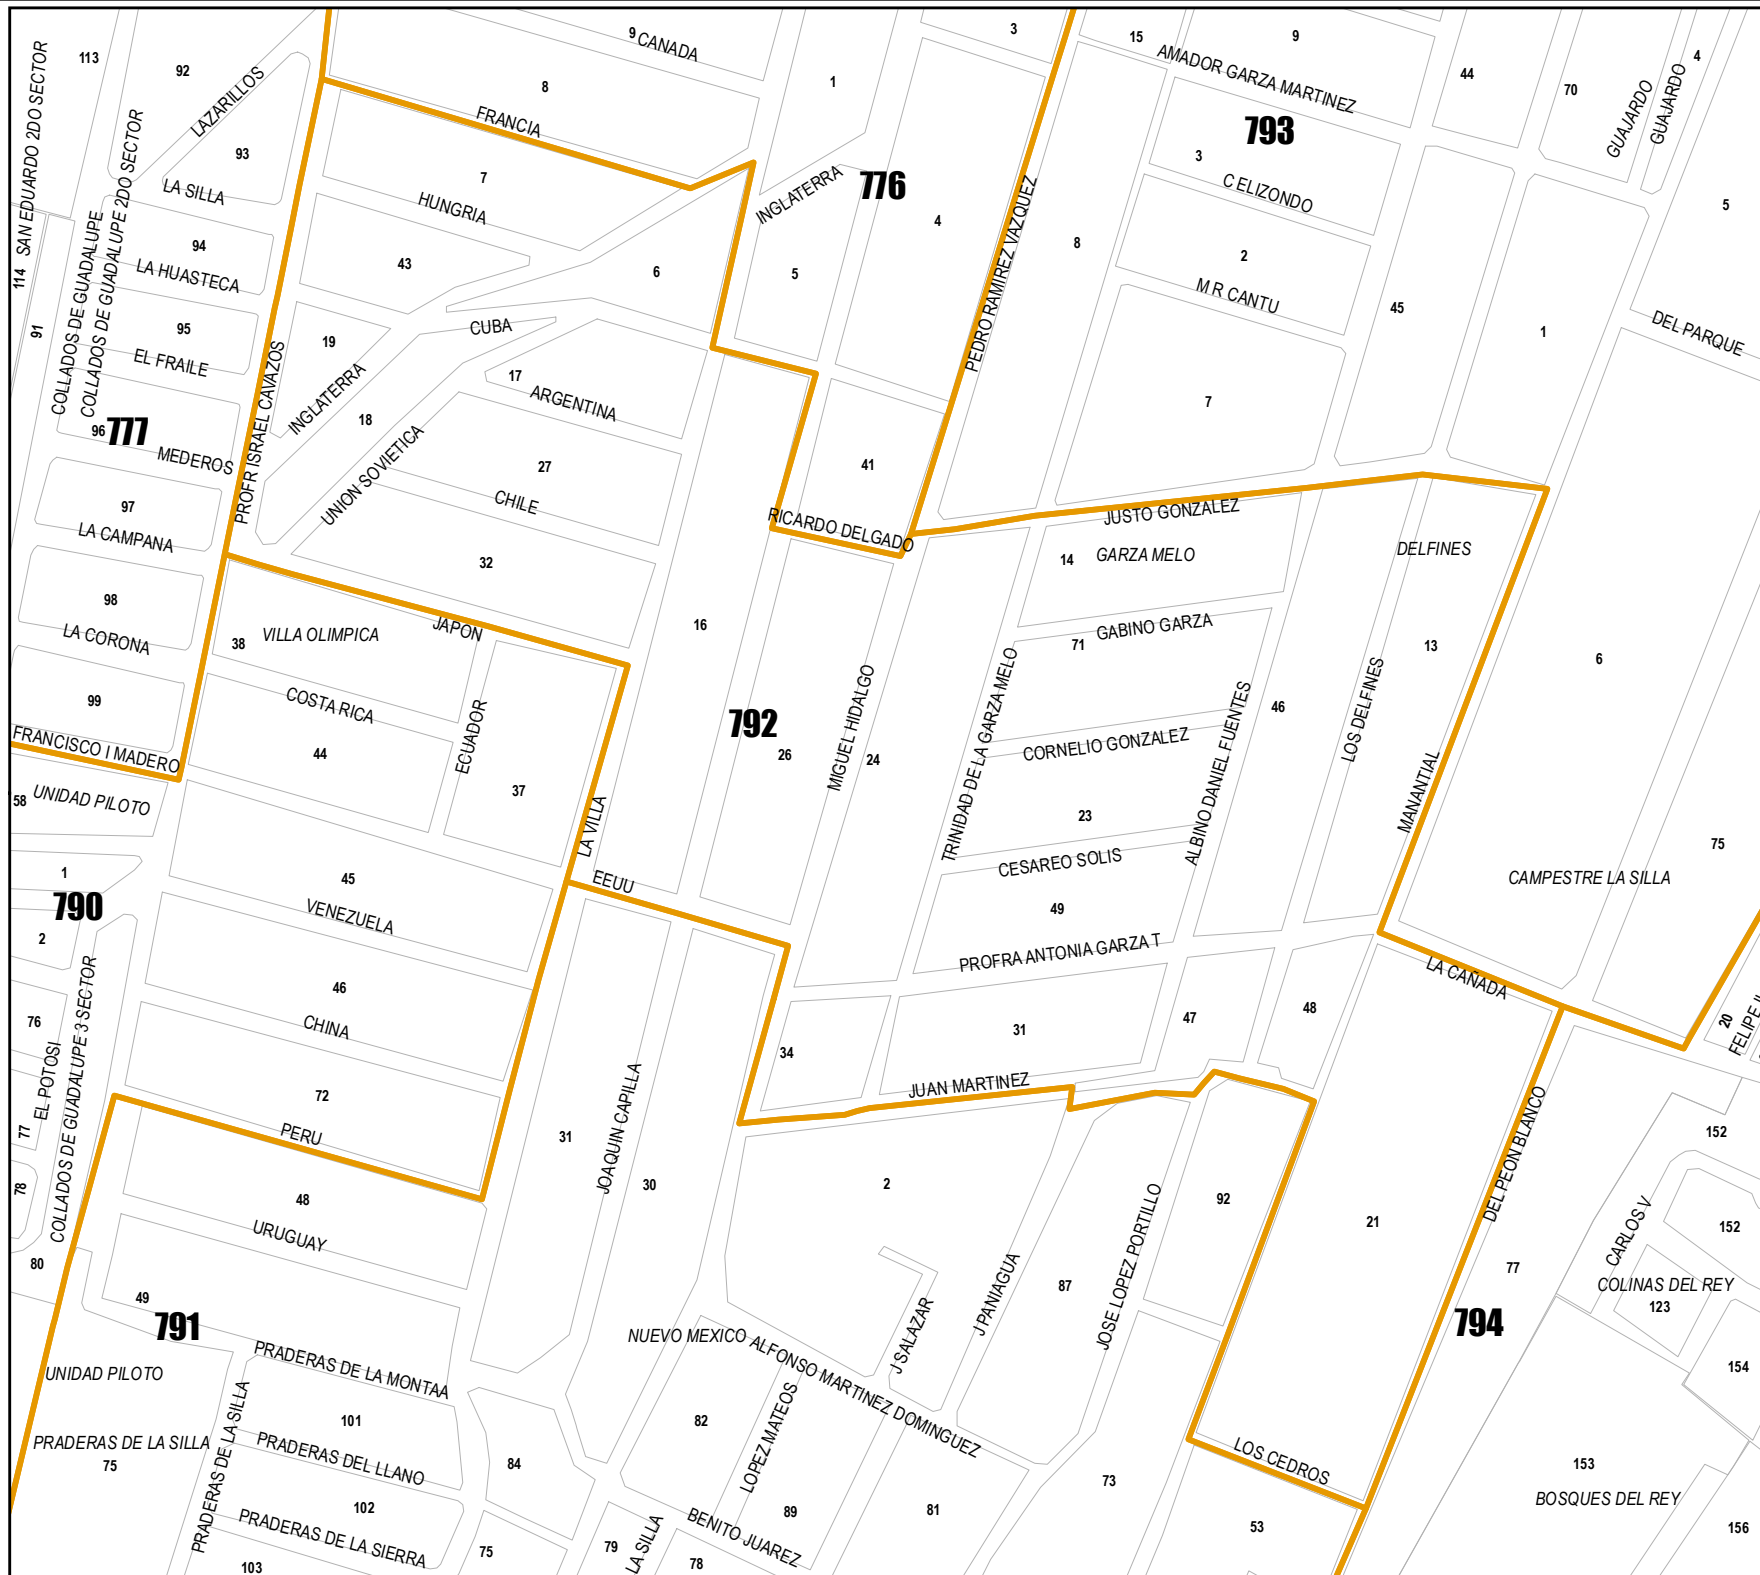 9
CANADA
3
15
9
AMADOR GARZA MARTINEZ
44
70
4
GUAJARDO
GUAJARDO
113
92
LAZARILLOS
8
FRANCIA
1
793
SAN EDUARDO 2DO SECTOR
COLLADOS DE GUADALUPE 2DO SECTOR
93
LA SILLA
7
HUNGRIA
INGLATERRA
776
3
C ELIZONDO
5
COLLADOS DE GUADALUPE
94
LA HUASTECA
43
6
5
4
PEDRO RAMIREZ VAZQUEZ
8
2
M R CANTU
114
91
95
EL FRAILE
19
CUBA
45
1
DEL PARQUE
PROFR ISRAEL CAVAZOS
INGLATERRA
17
ARGENTINA
7
96
777
MEDEROS
18
UNION SOVIETICA
27
CHILE
41
97
LA CAMPANA
RICARDO DELGADO
JUSTO GONZALEZ
32
14
GARZA MELO
DELFINES
98
LA CORONA
38
VILLA OLIMPICA
JAPON
16
GABINO GARZA
71
13
6
99
COSTA RICA
ECUADOR
792
MIGUEL HIDALGO
TRINIDAD DE LA GARZA MELO
ALBINO DANIEL FUENTES
46
LOS DELFINES
FRANCISCO I MADERO
44
26
24
CORNELIO GONZALEZ
MANANTIAL
58
UNIDAD PILOTO
37
LA VILLA
23
75
1
45
EEUU
CESAREO SOLIS
CAMPESTRE LA SILLA
790
VENEZUELA
49
2
PROFRA ANTONIA GARZA T
LA CAÑADA
COLLADOS DE GUADALUPE 3 SECTOR
46
CHINA
76
EL POTOSI
34
31
47
48
20
JUAN MARTINEZ
72
PERU
77
31
JOAQUIN CAPILLA
30
DEL PEON BLANCO
152
78
48
URUGUAY
2
92
21
CARLOS V
152
80
J PANIAGUA
87
JOSE LOPEZ PORTILLO
77
COLINAS DEL REY
123
49
791
J SALAZAR
794
NUEVO MEXICO
ALFONSO MARTINEZ DOMINGUEZ
PRADERAS DE LA MONTAA
154
UNIDAD PILOTO
PRADERAS DE LA SILLA
101
82
LOPEZ MATEOS
PRADERAS DE LA SILLA
75
PRADERAS DEL LLANO
84
LOS CEDROS
153
73
102
PRADERAS DE LA SIERRA
89
81
BOSQUES DEL REY
BENITO JUAREZ
53
156
103
75
79
LA SILLA
78